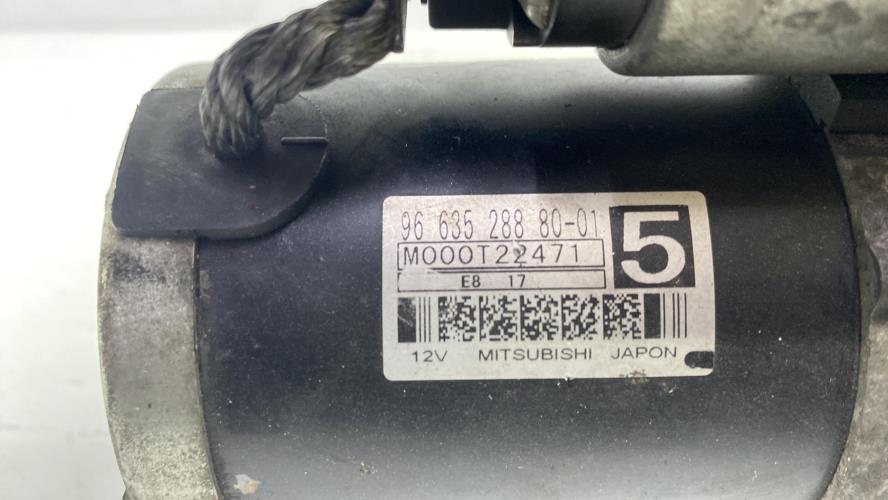 96 635 288 80-01
M000T22471
5
E8 17
12V MITSUBISHI JAPON